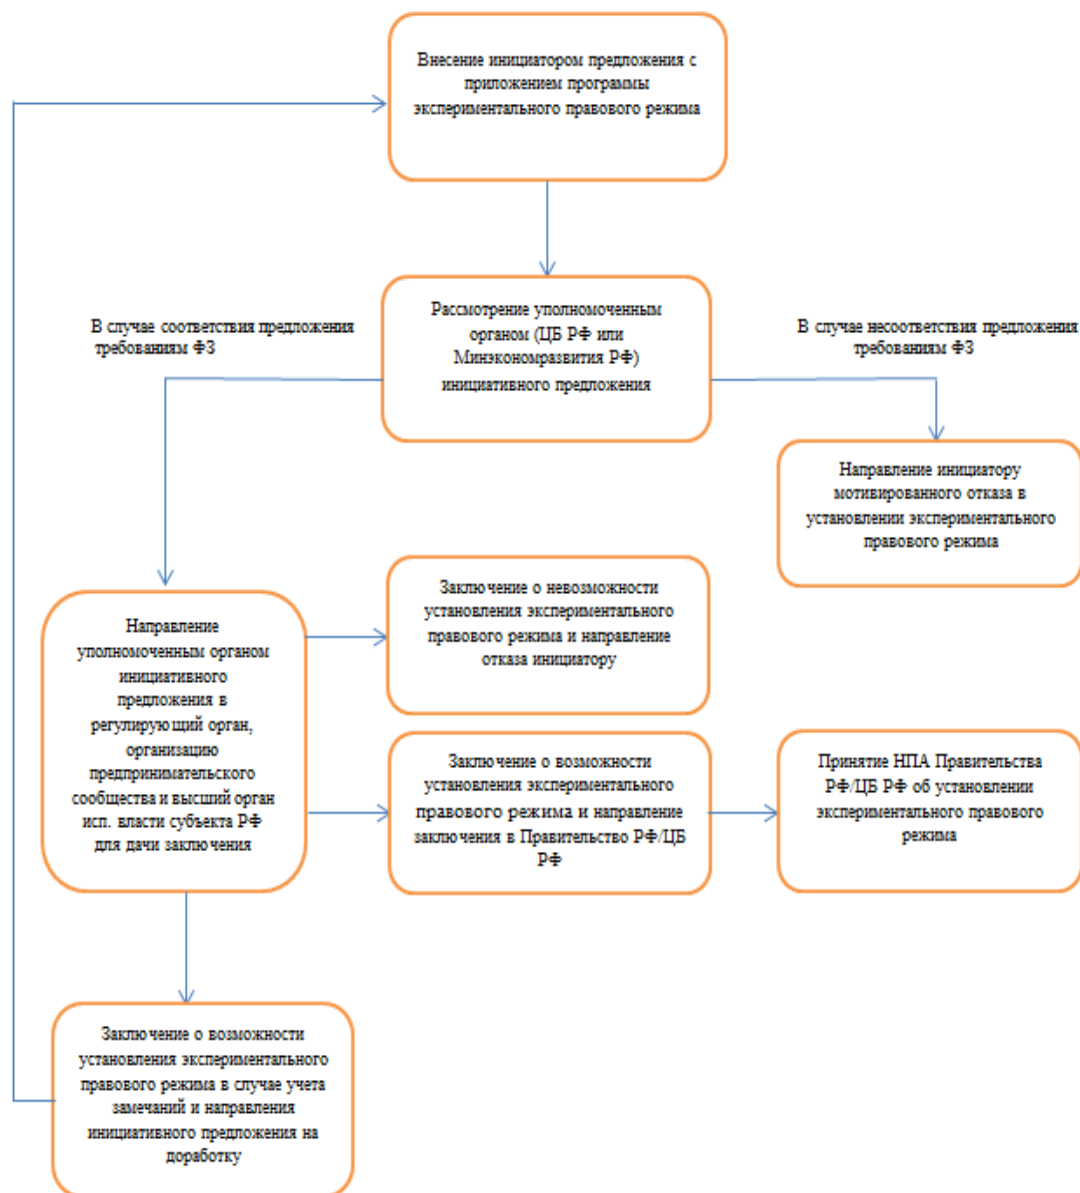 Внесение инициатором предложения с
приложением программы
экспериментального правового режима
Рассмотрение уполномоченным
органом (ЦБ РФ или
Минэкономразвития РФ)
инициативного предложения
В случае соответствия предложения
требованиям ФЗ
В случае несоответствия предложения
требованиям ФЗ
Направление инициатору
мотивированного отказа в
установлении экспериментального
правового режима
Заключение о невозможности
установления экспериментального
правового режима и направление
отказа инициатору
Направление
уполномоченным органом
инициативного
предложения в
регулирующий орган,
организацию
предпринимательского
сообщества и высший орган
исп. власти субъекта РФ
для дачи заключения
Заключение о возможности
установления экспериментального
правового режима и направление
заключения в Правительство РФ/ЦБ
РФ
Принятие НПА Правительства
РФ/ЦБ РФ об установлении
экспериментального правового
режима
Заключение о возможности
установления экспериментального
правового режима в случае учета
замечаний и направления
инициативного предложения на
доработку